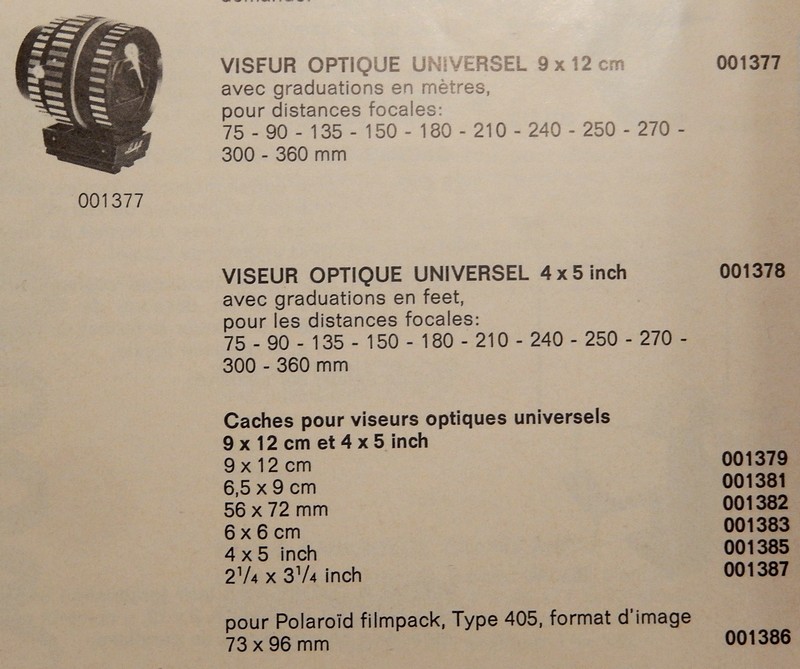 VISEUR OPTIQUE UNIVERSEL 9 x 12 cm 001377
avec graduations en mètres,
pour distances focales:
75 - 90 - 135 - 150 - 180 - 210 - 240 - 250 - 270 -
300 - 360 mm
001377
VISEUR OPTIQUE UNIVERSEL 4 x 5 inch 001378
avec graduations en feet,
pour les distances focales:
75 - 90 - 135 - 150 - 180 - 210 - 240 - 250 - 270 -
300 - 360 mm
Caches pour viseurs optiques universels
9 x 12 cm et 4 x 5 inch
9 x 12 cm 001379
6,5 x 9 cm 001381
56 x 72 mm 001382
6 x 6 cm 001383
4 x 5 inch 001385
2¹/4 x 3¹/4 inch 001387
pour Polaroïd filmpack, Type 405, format d'image
73 x 96 mm 001386